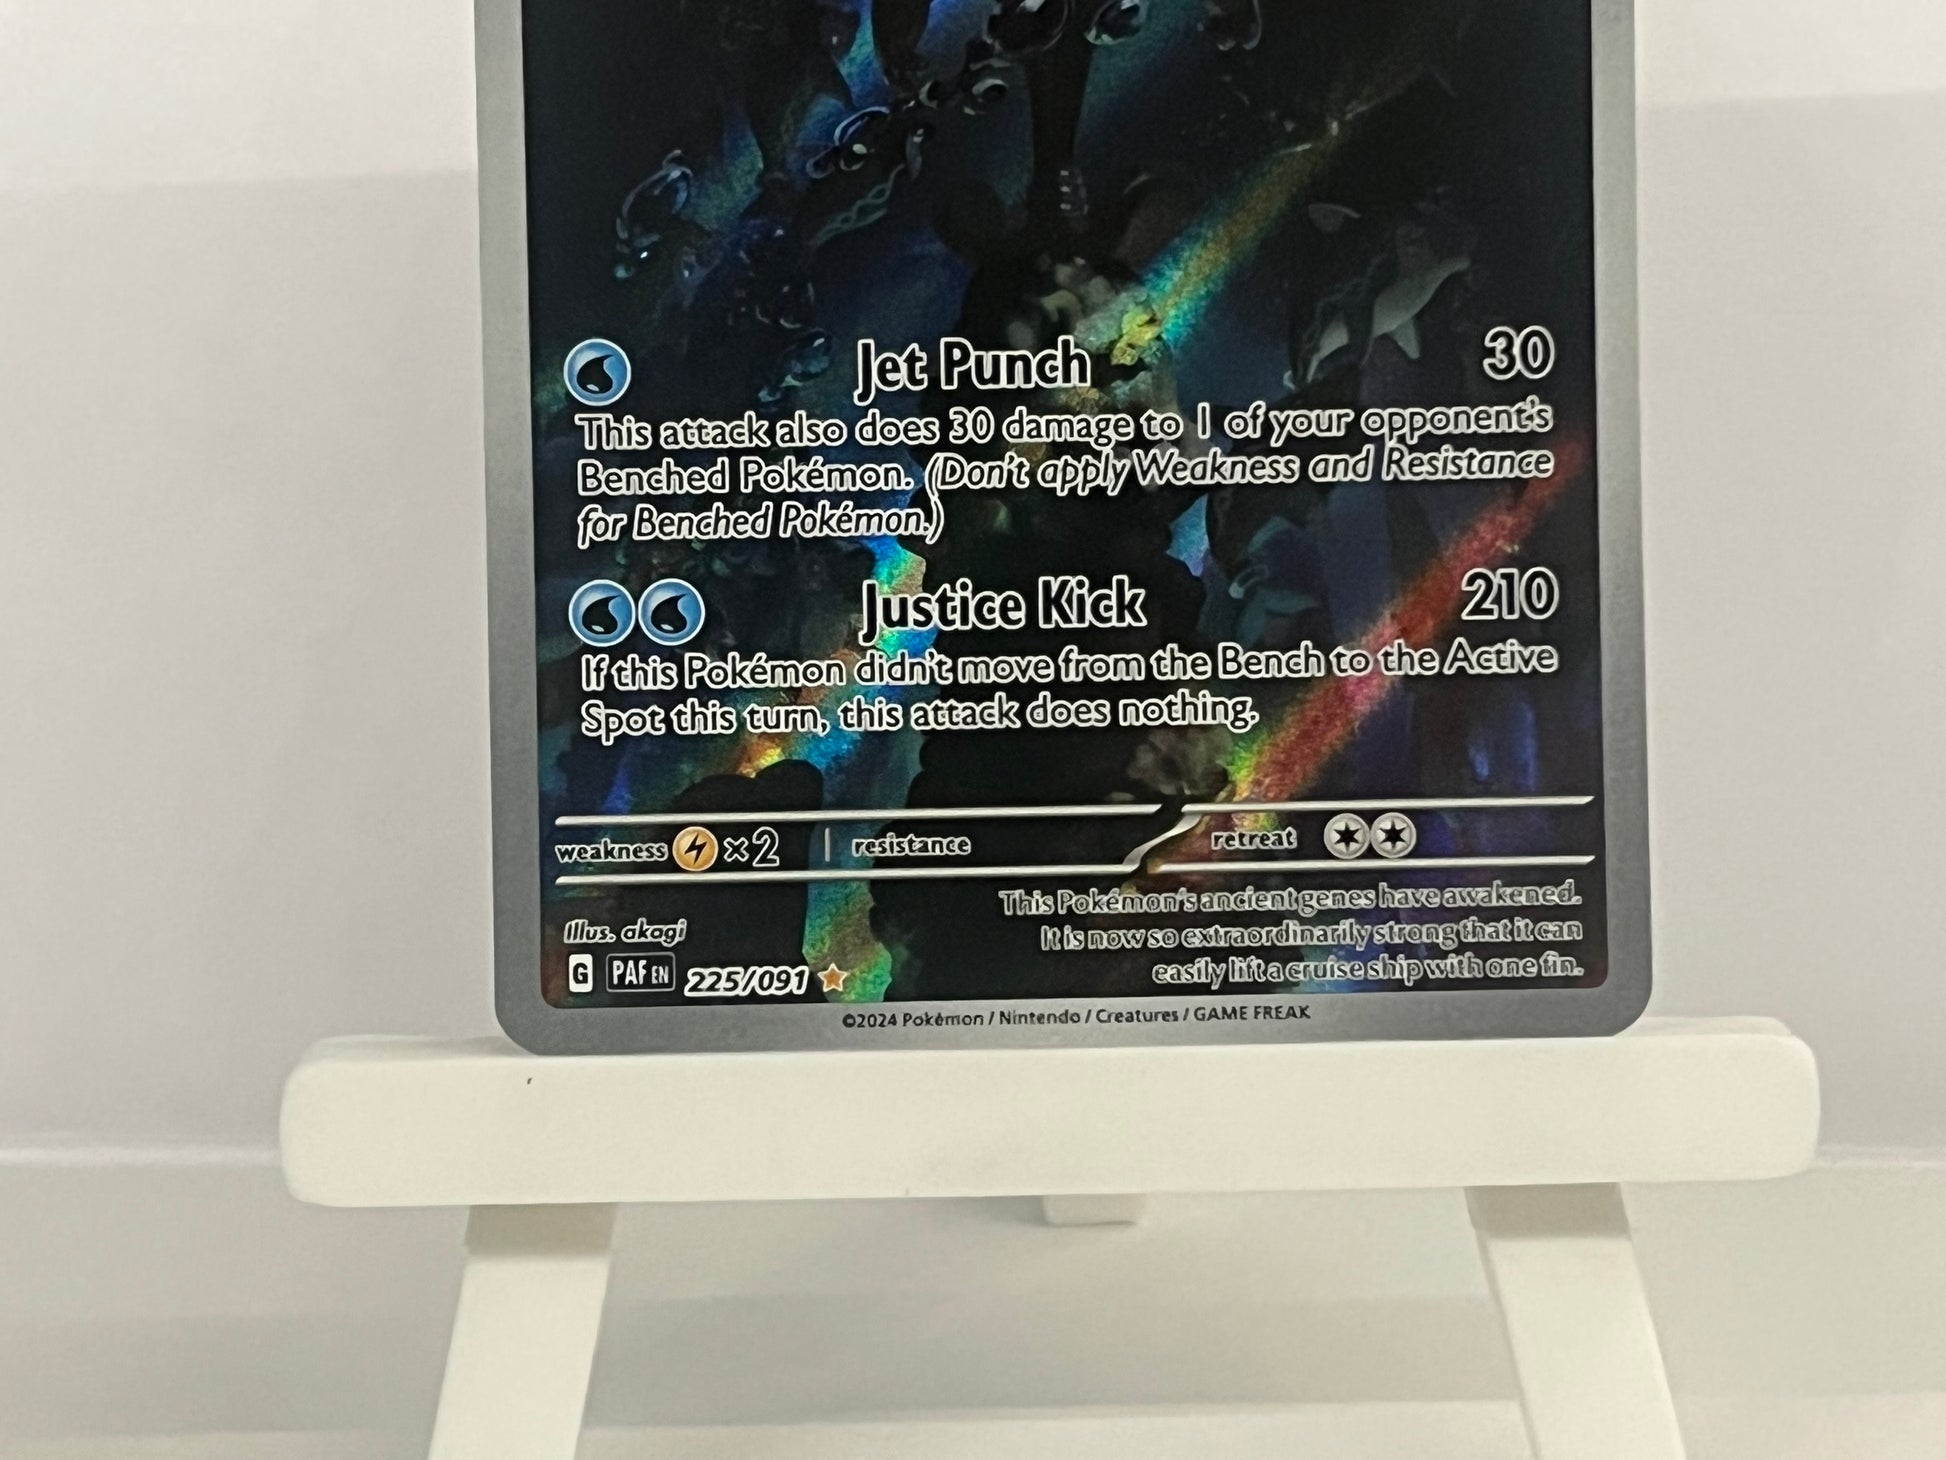 Jet Punch 30
This attack also does 30 damage to 1 of your opponent's
Benched Pokémon. (Don't apply Weakness and Resistance
for Benched Pokémon.)
Justice Kick 210
If this Pokémon didn't move from the Bench to the Active
Spot this turn, this attack does nothing.
weakness ×2 resistance retreat
This Pokémon's ancient genes have awakened.
It is now so extraordinarily strong that it can
easily lift a cruise ship with one fin.
Illus. akagi
G PAF EN 225/091
©2024 Pokémon / Nintendo / Creatures / GAME FREAK